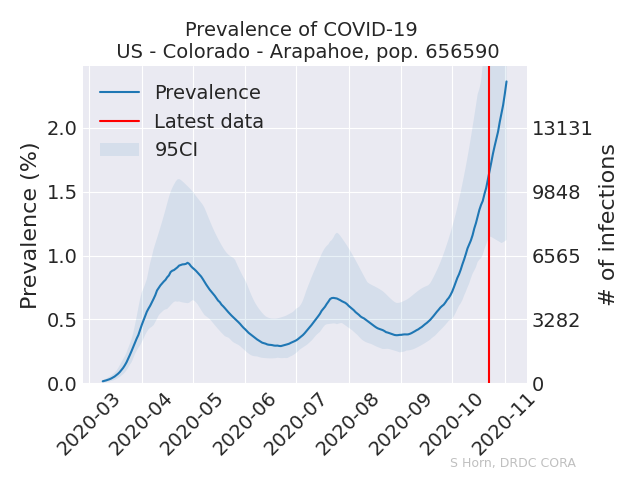 Prevalence of COVID-19
US - Colorado - Arapahoe, pop. 656590
Prevalence
Latest data
95CI
Prevalence (%)
2.0
1.5
1.0
0.5
0.0
13131
9848
6565
3282
0
# of infections
2020-03
2020-04
2020-05
2020-06
2020-07
2020-08
2020-09
2020-10
2020-11
S Horn, DRDC CORA